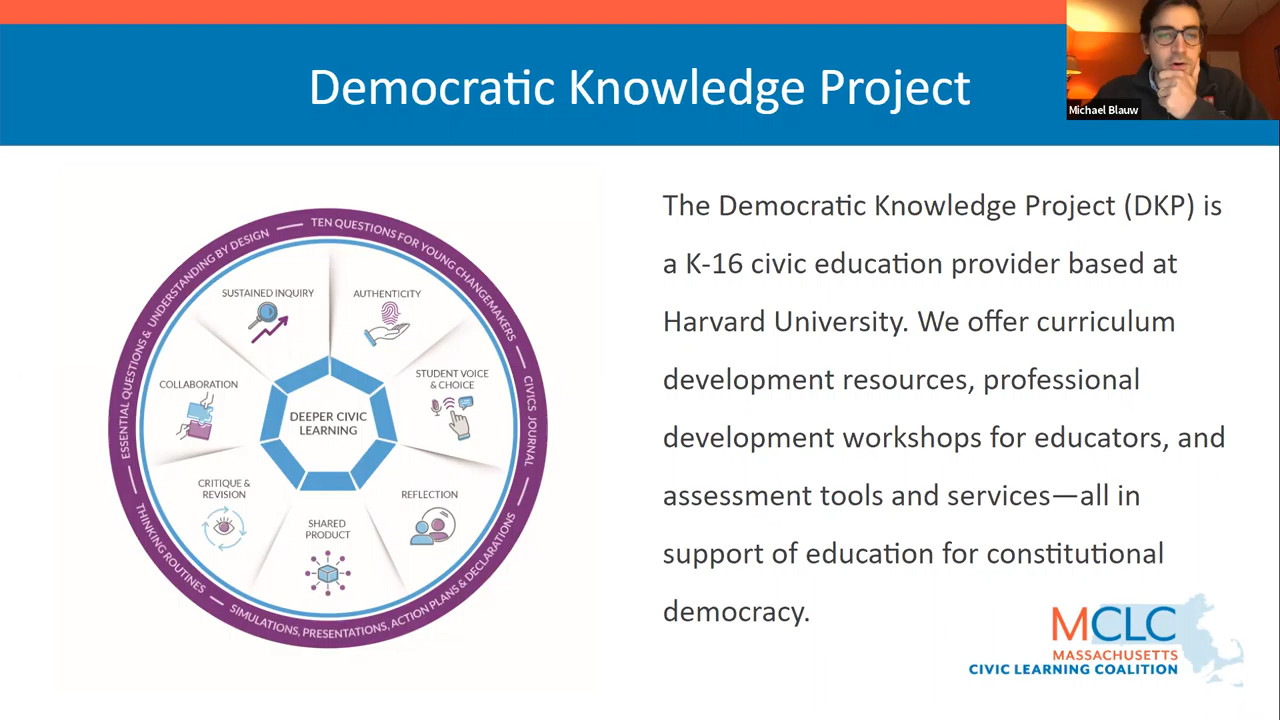 Democratic Knowledge Project
Michael Blauw
ESSENTIAL QUESTIONS & UNDERSTANDING BY DESIGN — TEN QUESTIONS FOR YOUNG CHANGEMAKERS — CIVICS JOURNAL — SIMULATIONS, PRESENTATIONS, ACTION PLANS & DECLARATIONS — THINKING ROUTINES —
SUSTAINED INQUIRY
AUTHENTICITY
STUDENT VOICE
& CHOICE
REFLECTION
SHARED
PRODUCT
CRITIQUE &
REVISION
COLLABORATION
DEEPER CIVIC
LEARNING
The Democratic Knowledge Project (DKP) is
a K-16 civic education provider based at
Harvard University. We offer curriculum
development resources, professional
development workshops for educators, and
assessment tools and services—all in
support of education for constitutional
democracy.
MCLC
MASSACHUSETTS
CIVIC LEARNING COALITION